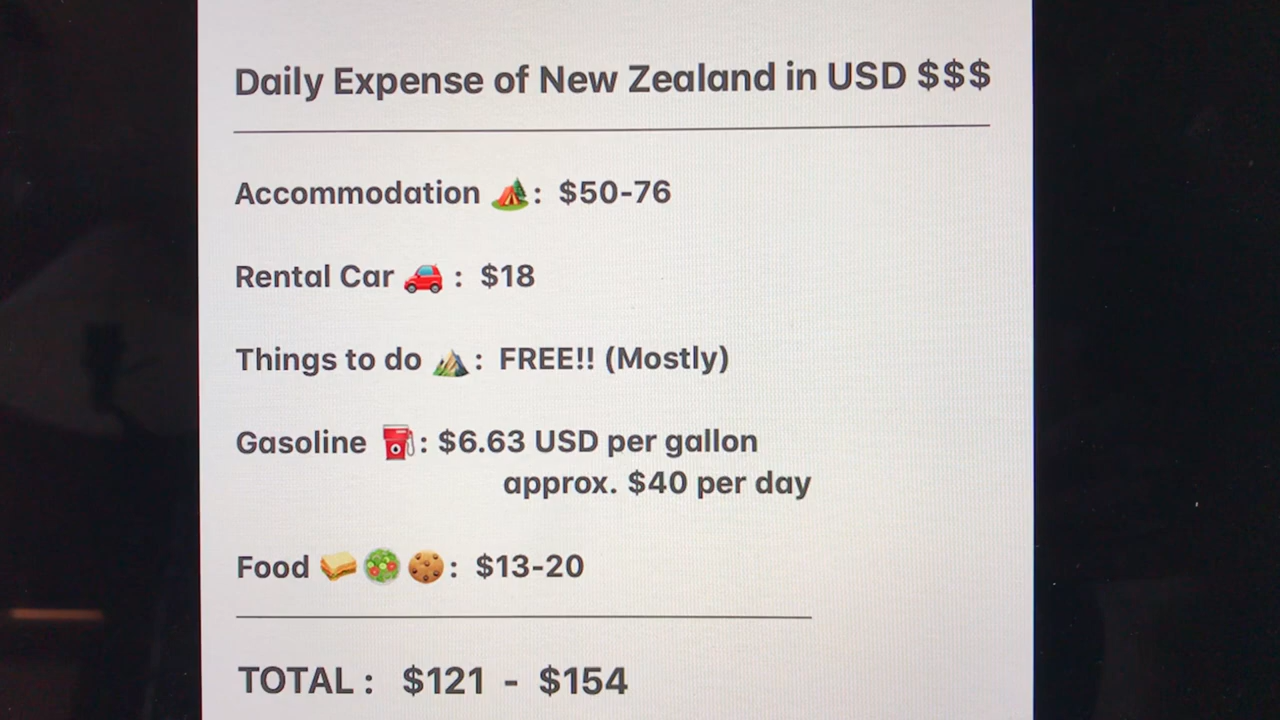 Daily Expense of New Zealand in USD $$$
Accommodation 🏕️: $50-76
Rental Car 🚗 : $18
Things to do ⛰️: FREE!! (Mostly)
Gasoline ⛽: $6.63 USD per gallon
approx. $40 per day
Food 🥪🥗🍪: $13-20
TOTAL : $121 - $154